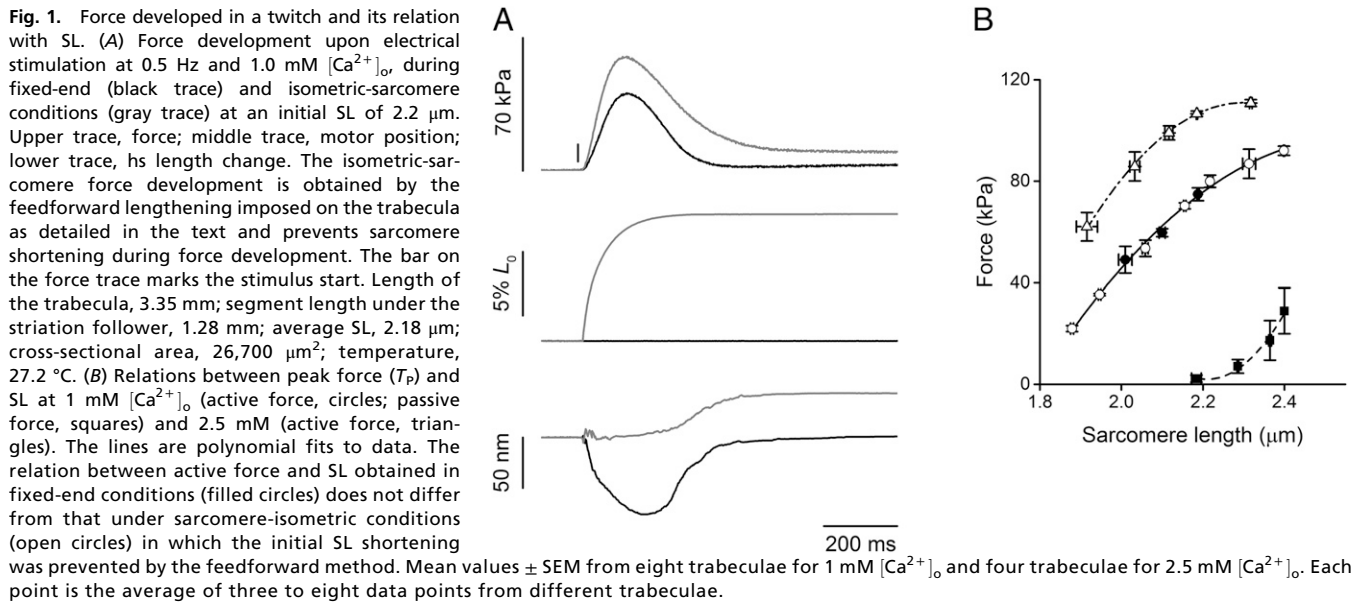 Fig. 1. Force developed in a twitch and its relation
with SL. (A) Force development upon electrical
stimulation at 0.5 Hz and 1.0 mM [Ca2+]o, during
fixed-end (black trace) and isometric-sarcomere
conditions (gray trace) at an initial SL of 2.2 μm.
Upper trace, force; middle trace, motor position;
lower trace, hs length change. The isometric-sar-
comere force development is obtained by the
feedforward lengthening imposed on the trabecula
as detailed in the text and prevents sarcomere
shortening during force development. The bar on
the force trace marks the stimulus start. Length of
the trabecula, 3.35 mm; segment length under the
striation follower, 1.28 mm; average SL, 2.18 μm;
cross-sectional area, 26,700 μm2; temperature,
27.2 °C. (B) Relations between peak force (TP) and
SL at 1 mM [Ca2+]o (active force, circles; passive
force, squares) and 2.5 mM (active force, trian-
gles). The lines are polynomial fits to data. The
relation between active force and SL obtained in
fixed-end conditions (filled circles) does not differ
from that under sarcomere-isometric conditions
(open circles) in which the initial SL shortening
was prevented by the feedforward method. Mean values ± SEM from eight trabeculae for 1 mM [Ca2+]o and four trabeculae for 2.5 mM [Ca2+]o. Each
point is the average of three to eight data points from different trabeculae.
A
70 kPa
5% L0
50 nm
200 ms
B
Force (kPa)
120
80
40
0
1.8 2.0 2.2 2.4
Sarcomere length (μm)